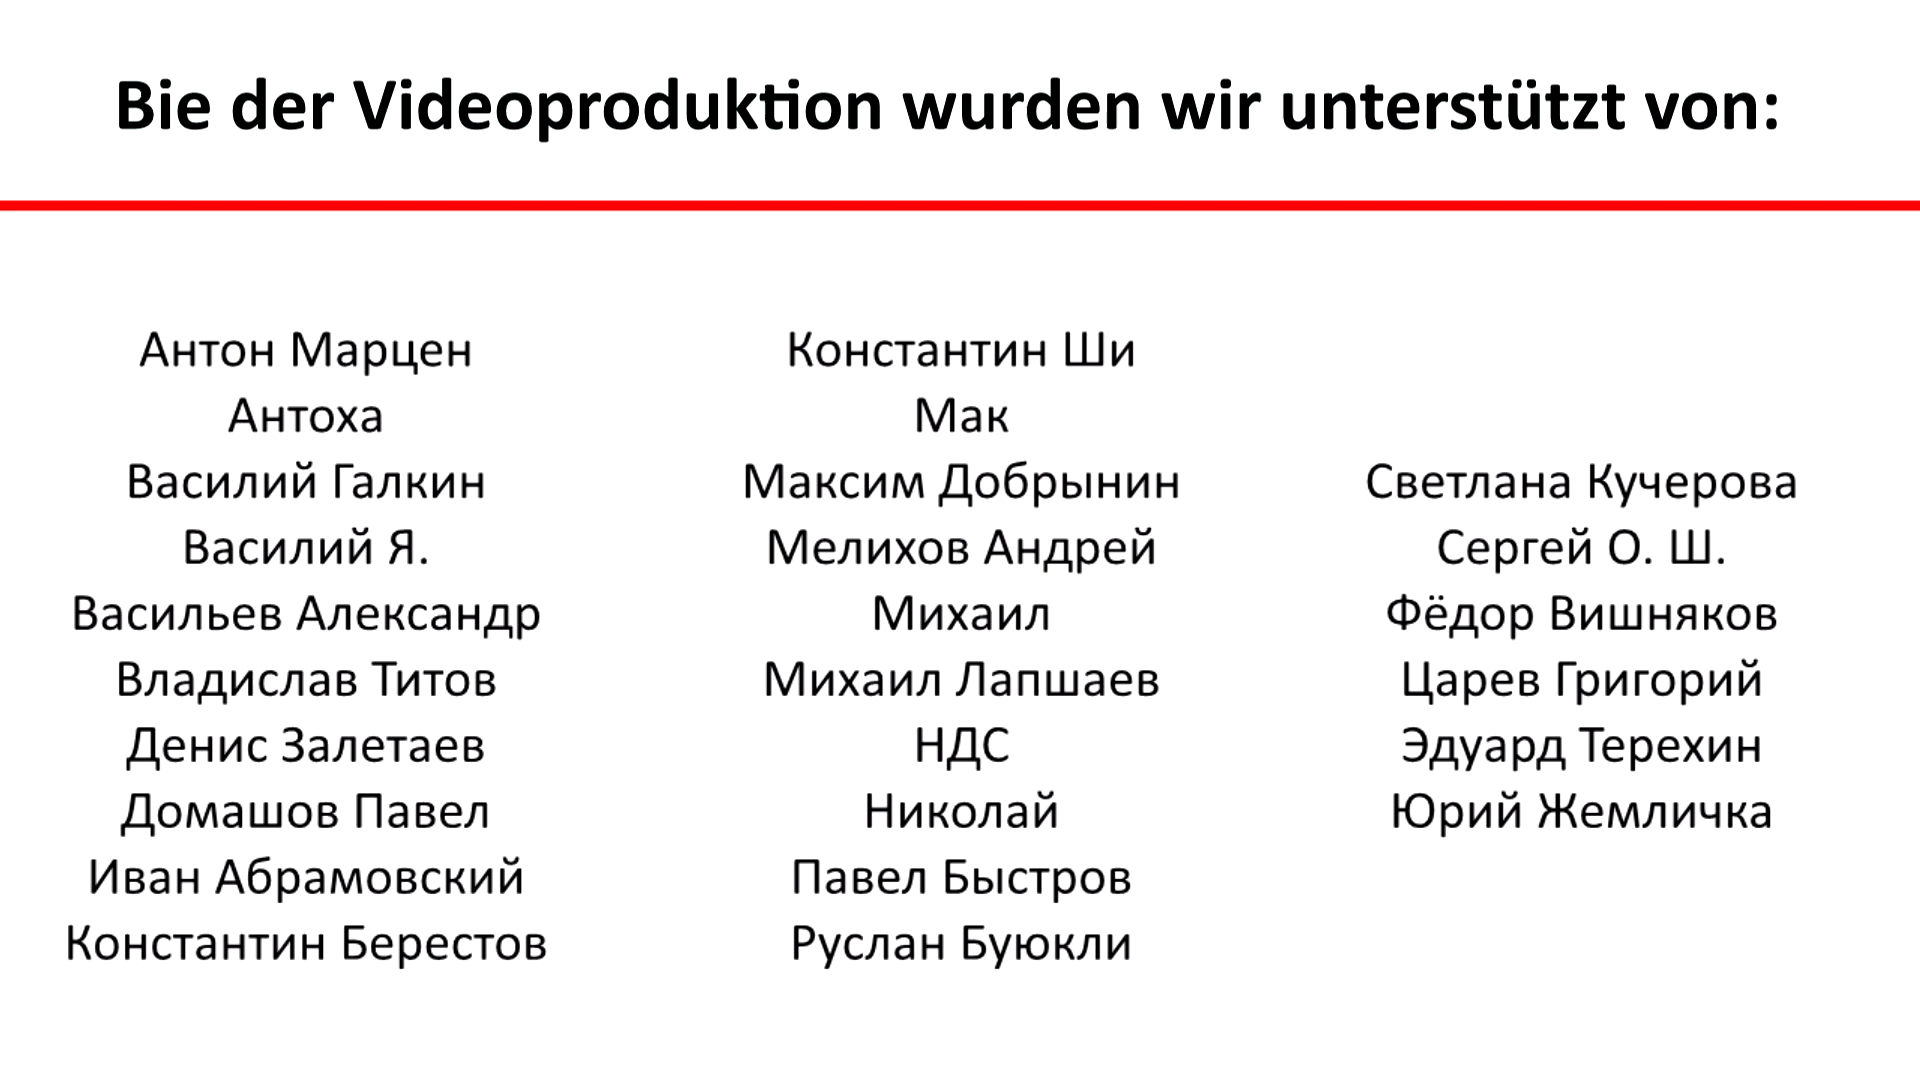 Bie der Videoproduktion wurden wir unterstützt von:
Антон Марцен
Антоха
Василий Галкин
Василий Я.
Васильев Александр
Владислав Титов
Денис Залетаев
Домашов Павел
Иван Абрамовский
Константин Берестов
Константин Ши
Мак
Максим Добрынин
Мелихов Андрей
Михаил
Михаил Лапшаев
НДС
Николай
Павел Быстров
Руслан Буюкли
Светлана Кучерова
Сергей О. Ш.
Фёдор Вишняков
Царев Григорий
Эдуард Терехин
Юрий Жемличка